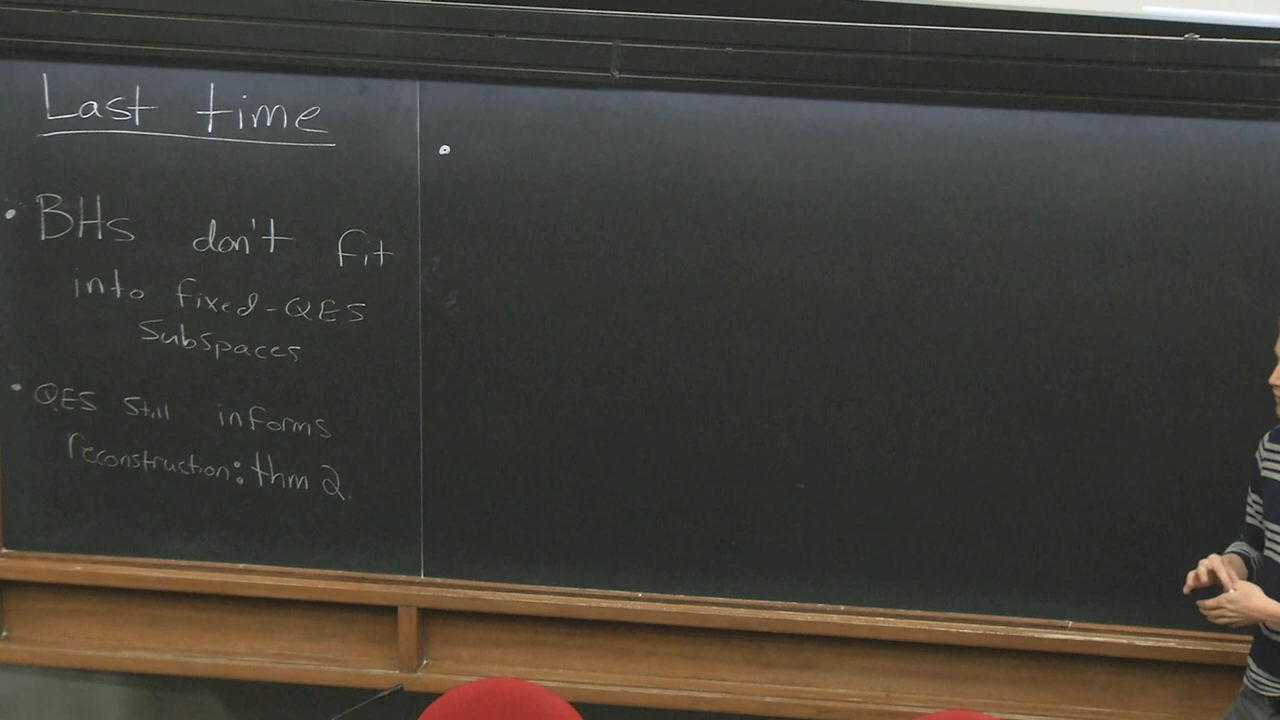 Last time
• BHs don't fit
into fixed-QES
Subspaces
• QES still informs
reconstruction: thm 2.
•